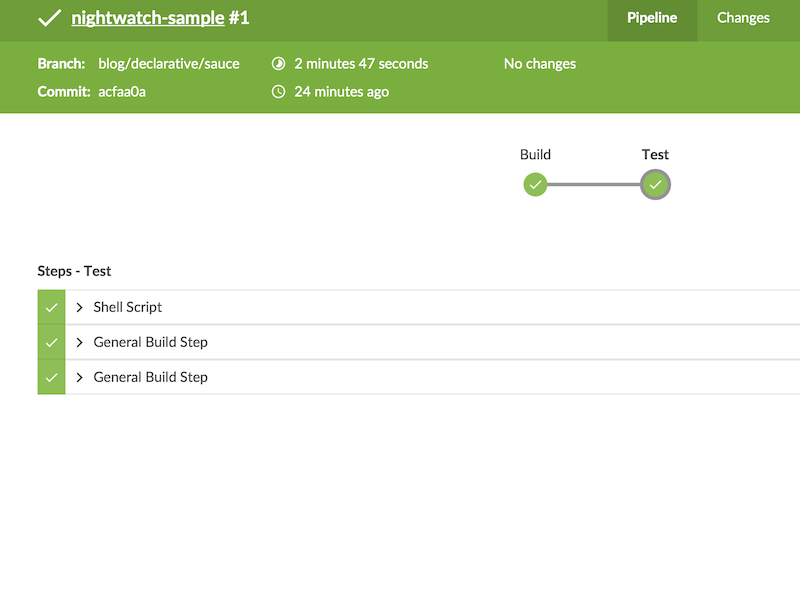 nightwatch-sample #1
Pipeline
Changes
Branch: blog/declarative/sauce
2 minutes 47 seconds
No changes
Commit: acfaa0a
24 minutes ago
Build
Test
Steps - Test
Shell Script
General Build Step
General Build Step